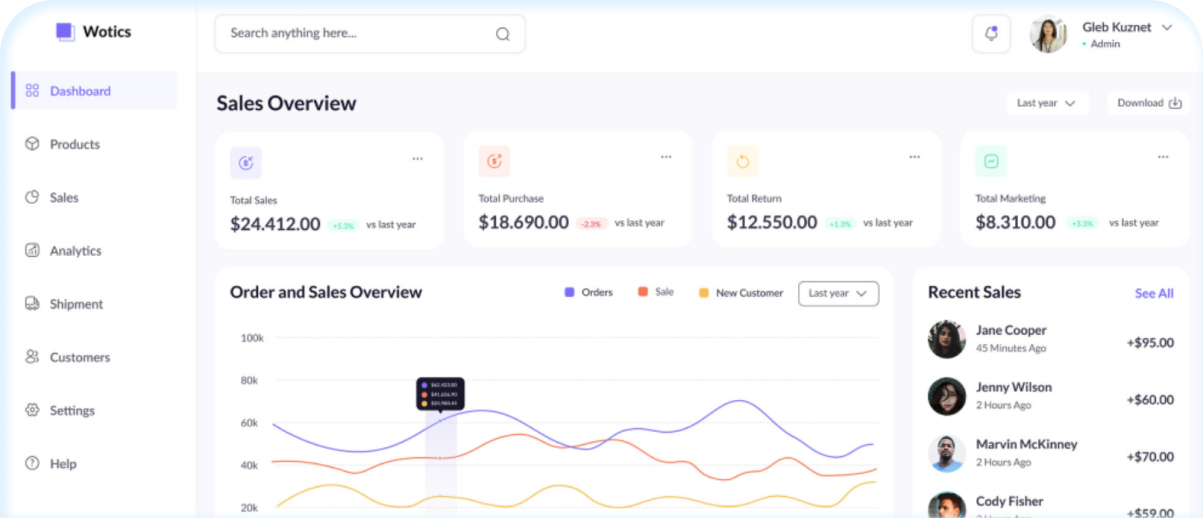 Wotics
Search anything here...
Gleb Kuznet
Admin
Dashboard
Products
Sales
Analytics
Shipment
Customers
Settings
Help
Sales Overview
Last year
Download
Total Sales
$24.412.00 +5.3% vs last year
Total Purchase
$18.690.00 -2.3% vs last year
Total Return
$12.550.00 +1.3% vs last year
Total Marketing
$8.310.00 +3.3% vs last year
Order and Sales Overview
Orders
Sale
New Customer
Last year
100k
80k
60k
40k
20k
Recent Sales
See All
Jane Cooper
45 Minutes Ago
+$95.00
Jenny Wilson
2 Hours Ago
+$60.00
Marvin McKinney
2 Hours Ago
+$70.00
Cody Fisher
+$59.00